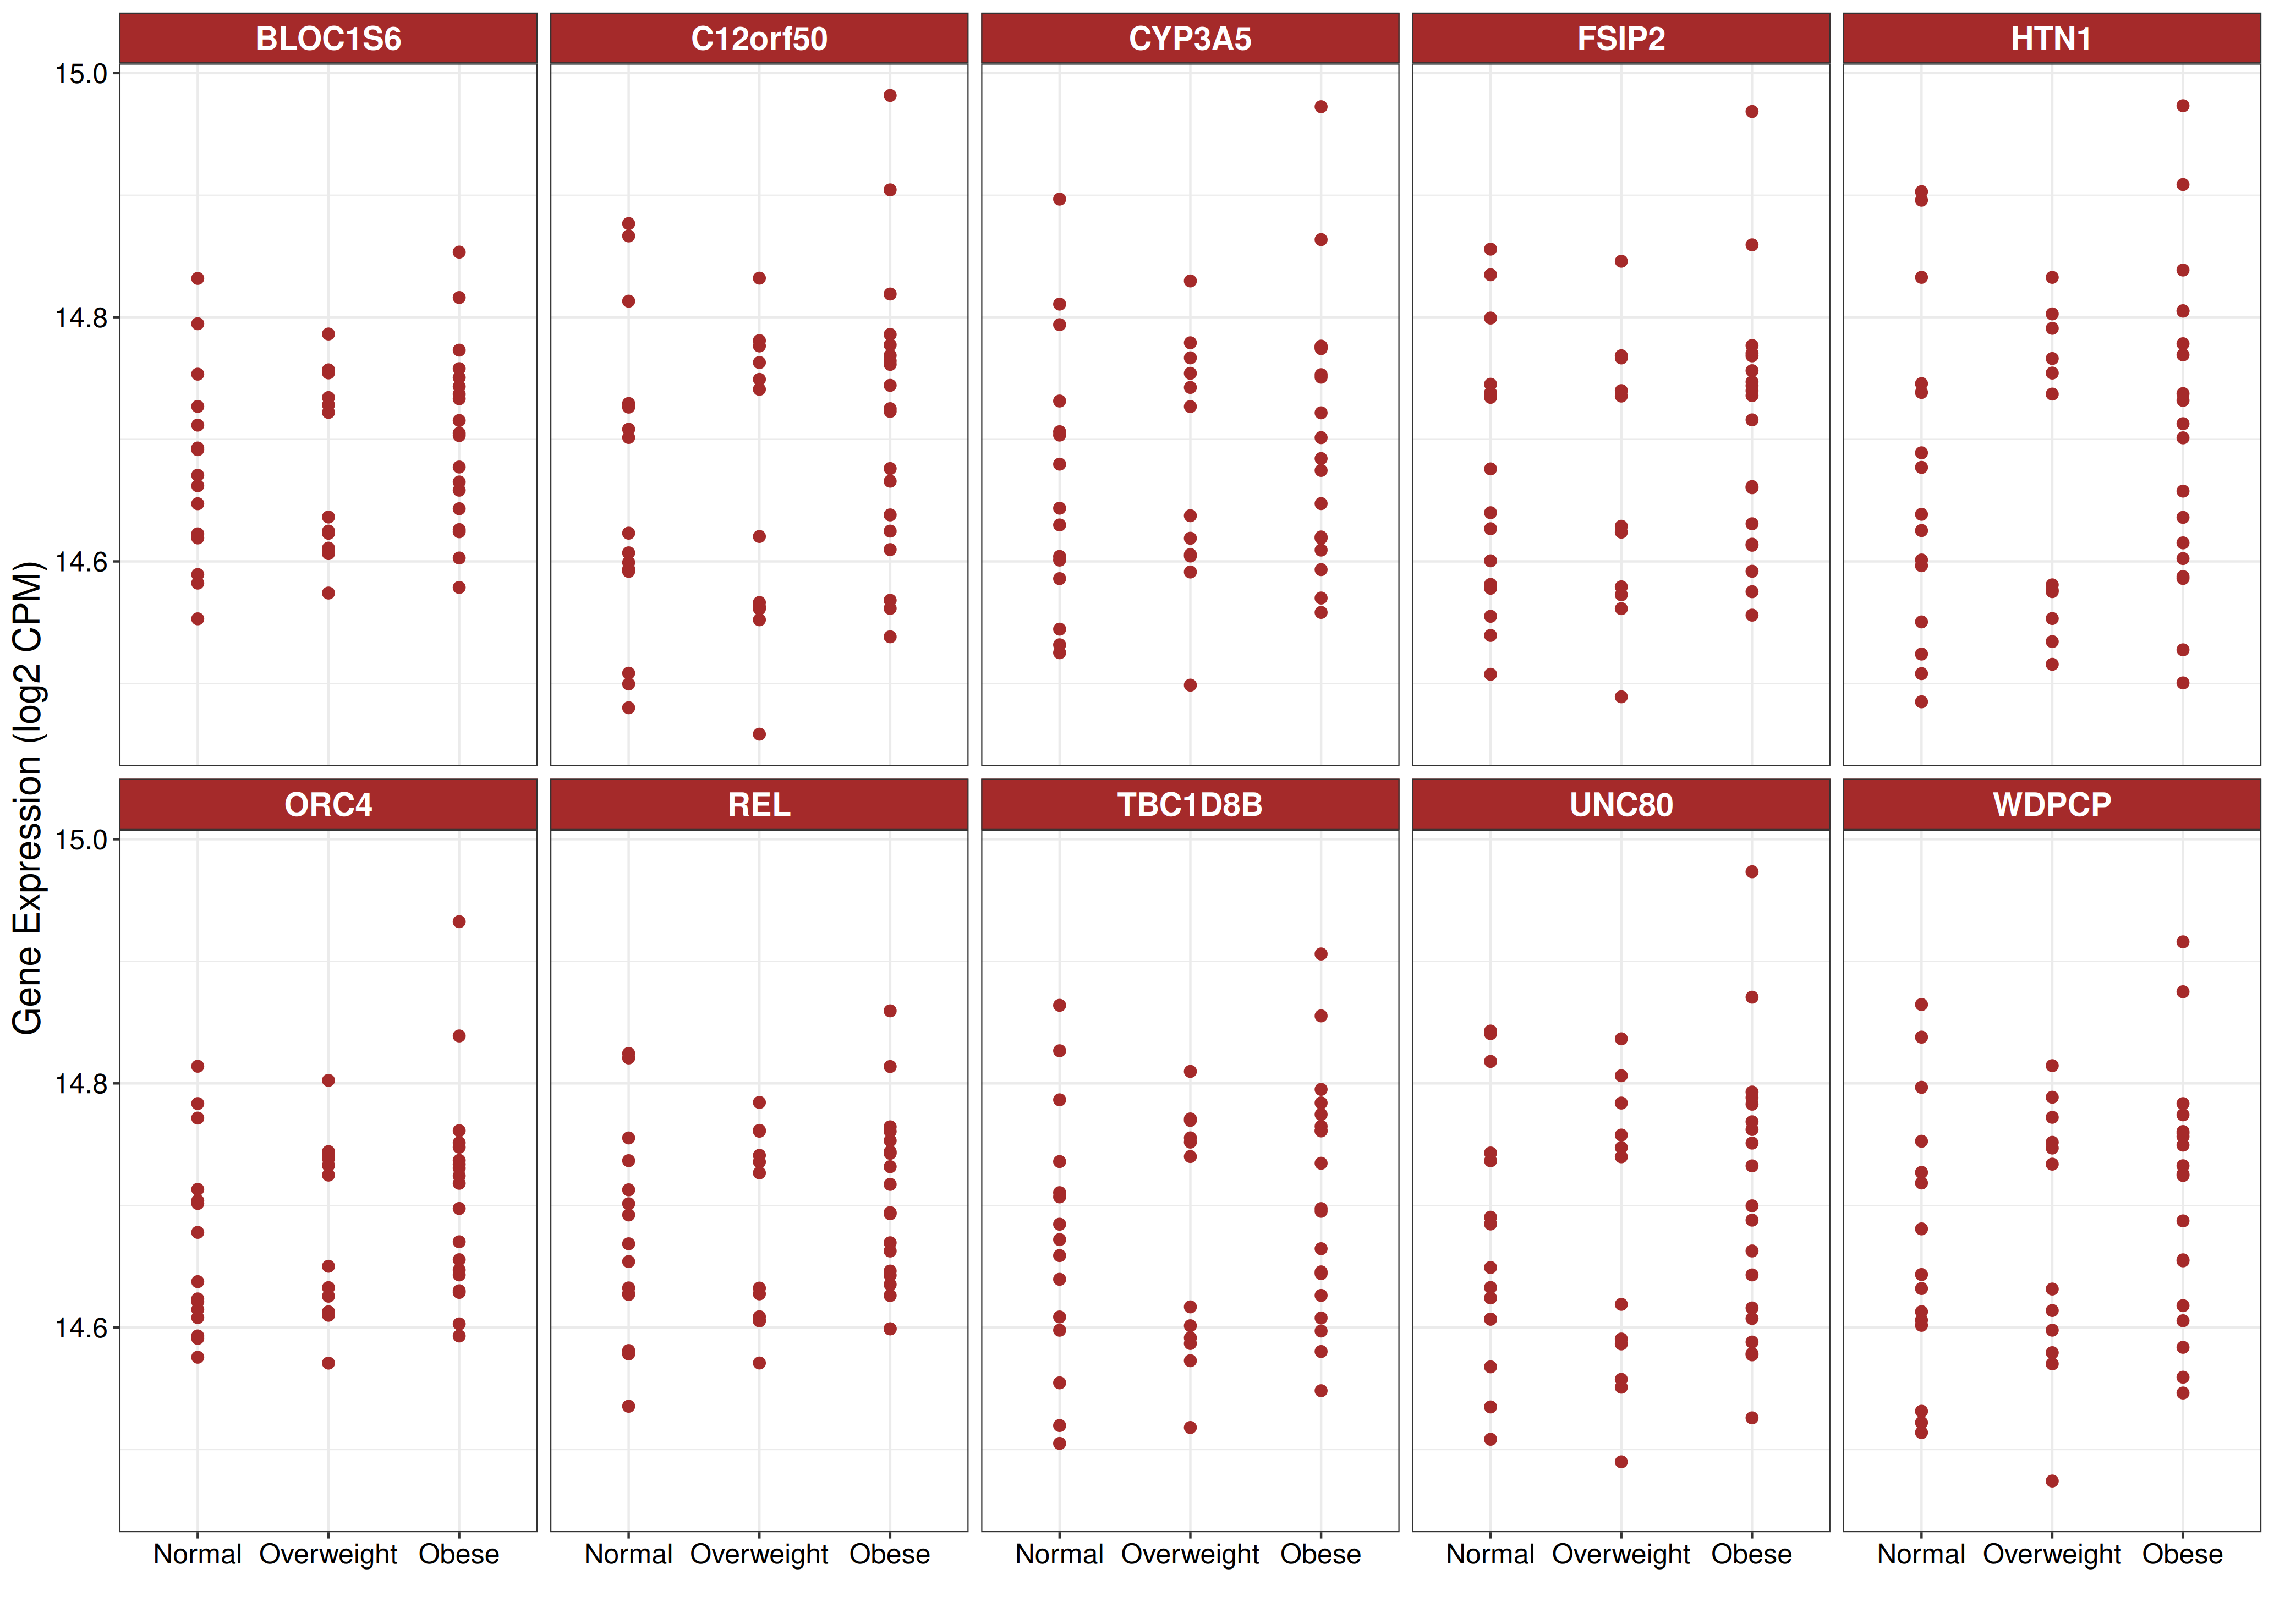 BLOC1S6 C12orf50 CYP3A5 FSIP2 HTN1
15.0
14.8
14.6
Gene Expression (log2 CPM)
ORC4 REL TBC1D8B UNC80 WDPCP
15.0
14.8
14.6
Normal Overweight Obese Normal Overweight Obese Normal Overweight Obese Normal Overweight Obese Normal Overweight Obese